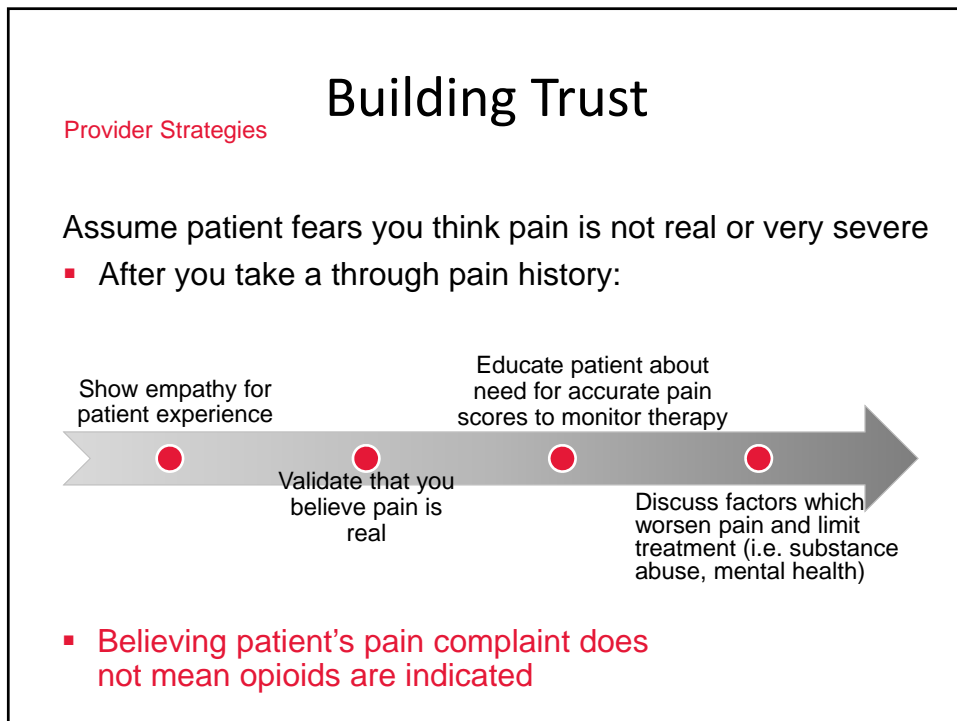 Building Trust
Provider Strategies
Assume patient fears you think pain is not real or very severe
▪ After you take a through pain history:
Show empathy for
patient experience
Validate that you
believe pain is
real
Educate patient about
need for accurate pain
scores to monitor therapy
Discuss factors which
worsen pain and limit
treatment (i.e. substance
abuse, mental health)
▪ Believing patient's pain complaint does
not mean opioids are indicated